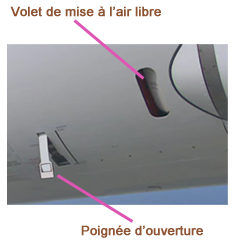 Volet de mise à l'air libre
Poignée d'ouverture